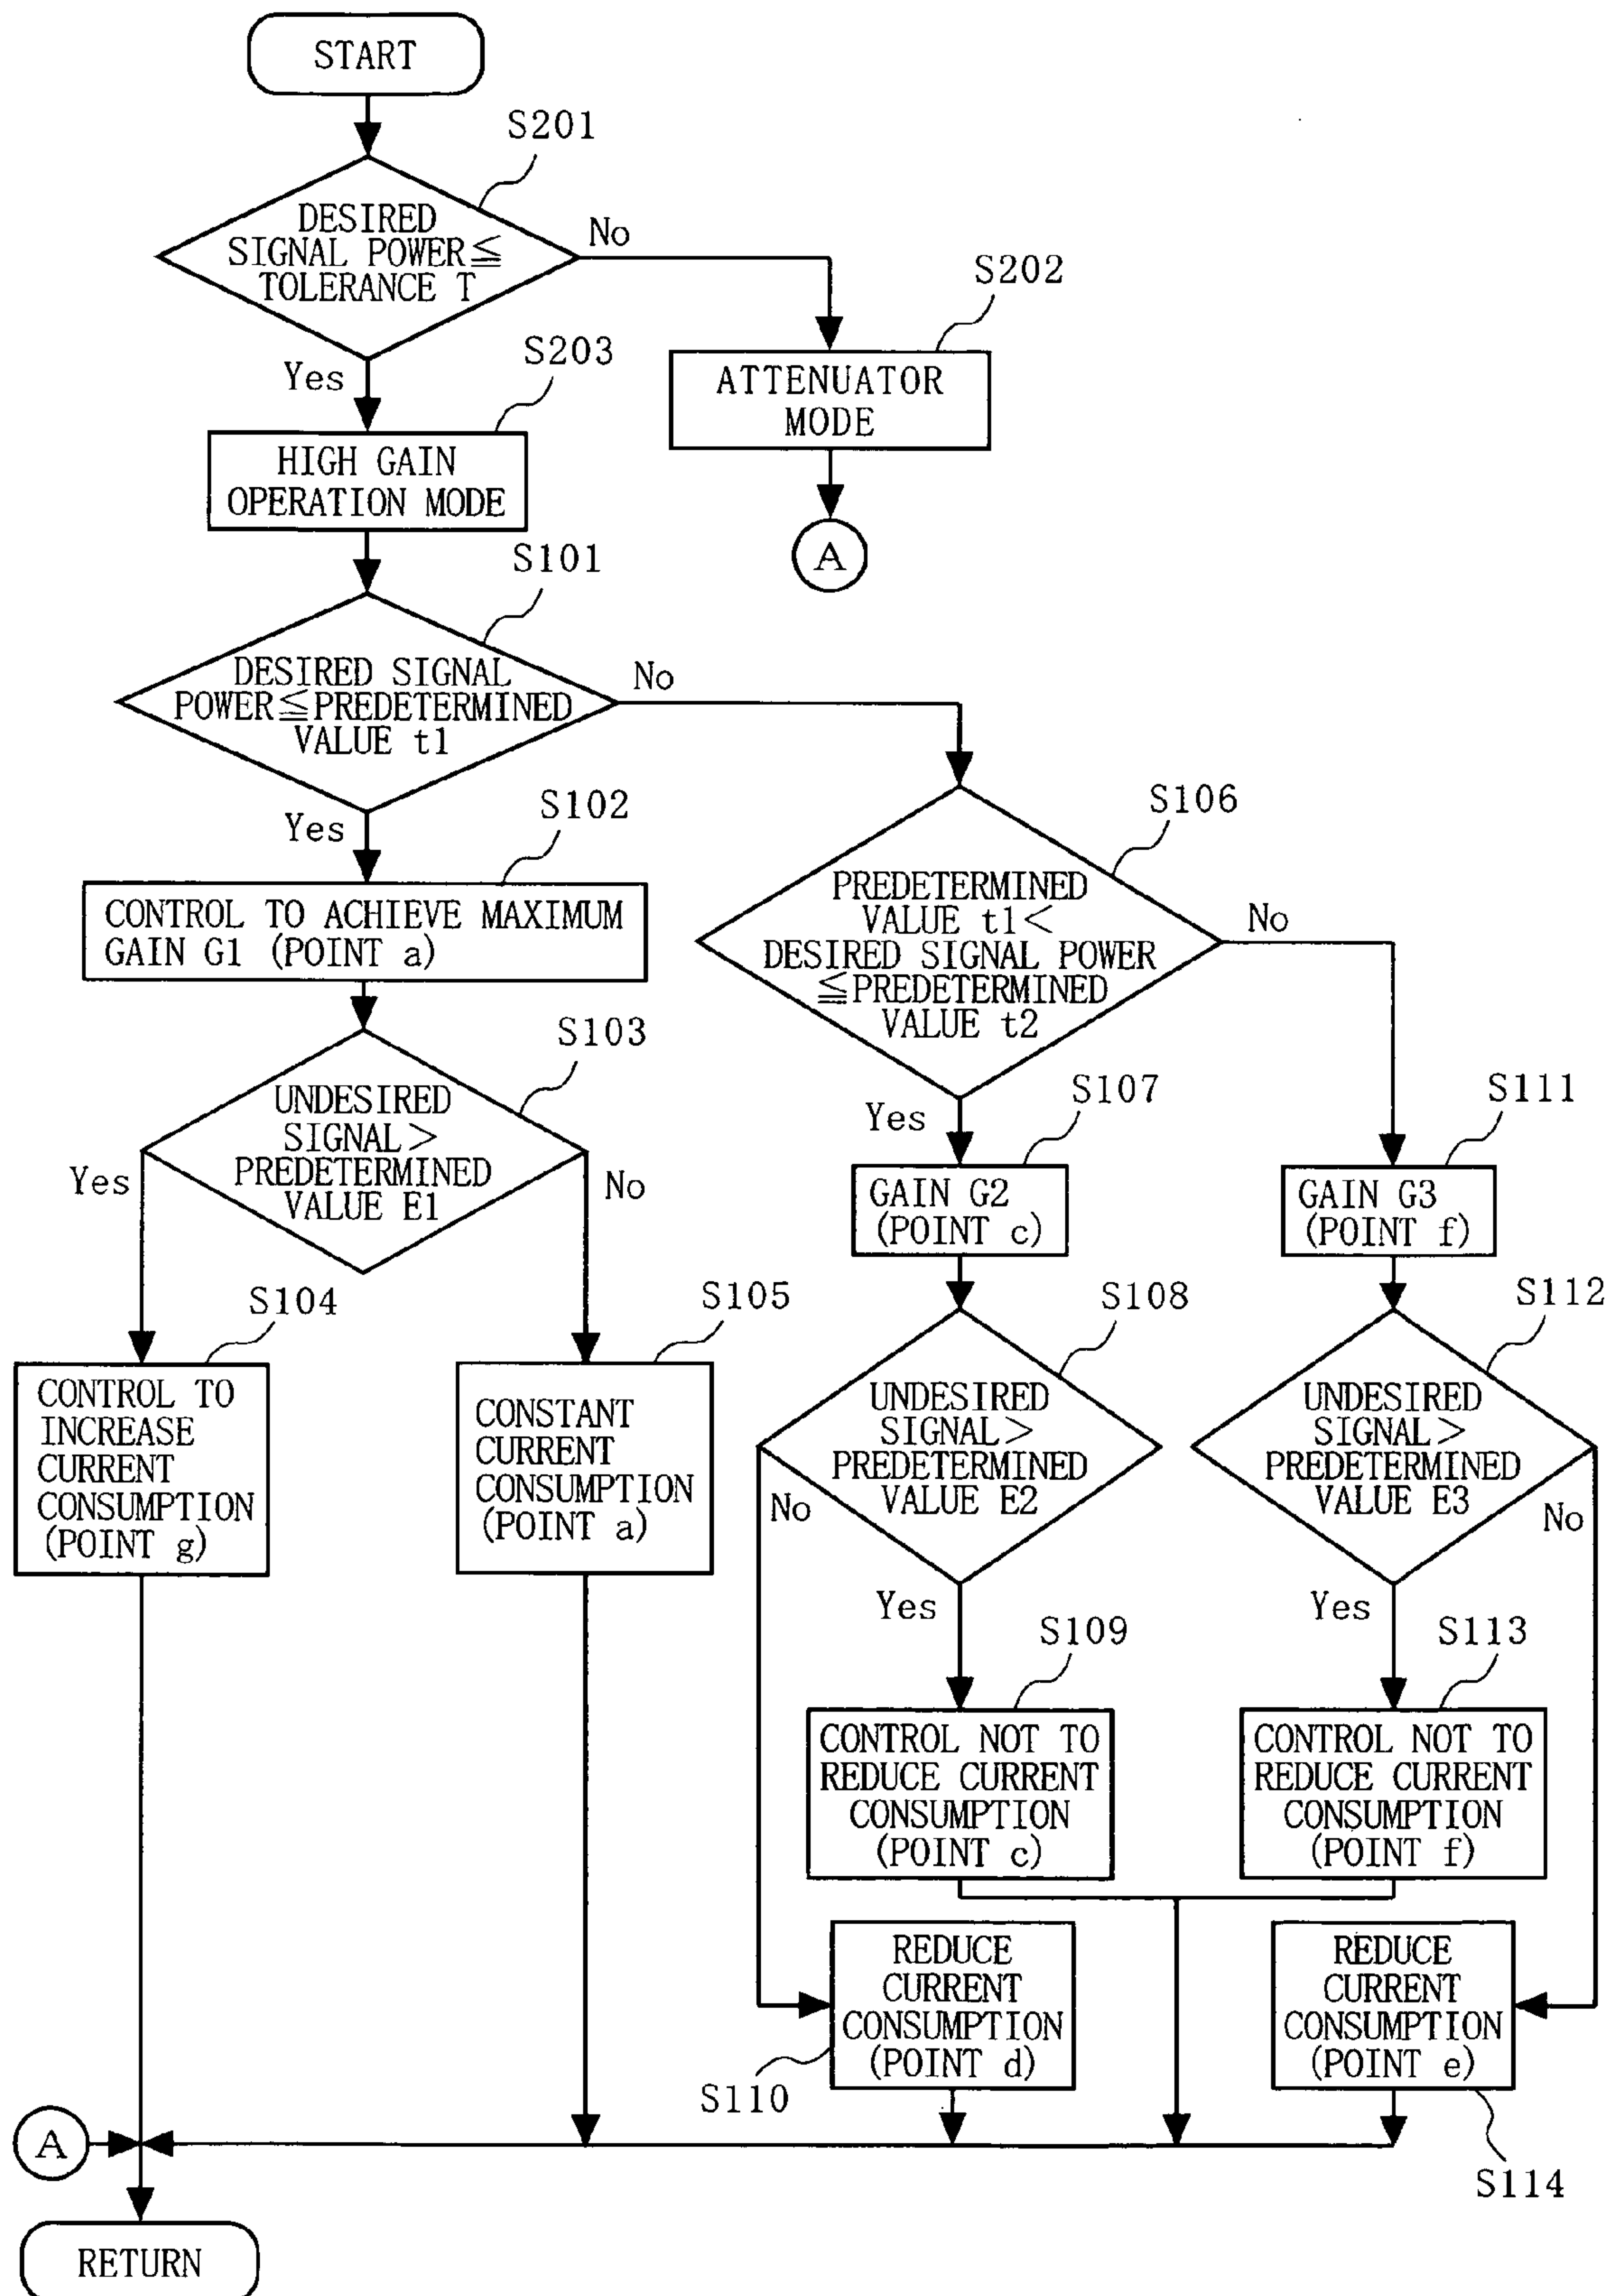 START
S201
DESIRED
SIGNAL POWER≦
TOLERANCE T
No
S202
ATTENUATOR
MODE
A
Yes
S203
HIGH GAIN
OPERATION MODE
S101
DESIRED SIGNAL
POWER≦PREDETERMINED
VALUE t1
No
Yes
S102
CONTROL TO ACHIEVE MAXIMUM
GAIN G1 (POINT a)
S103
UNDESIRED
SIGNAL>
PREDETERMINED
VALUE E1
Yes
No
S104
CONTROL TO
INCREASE
CURRENT
CONSUMPTION
(POINT g)
S105
CONSTANT
CURRENT
CONSUMPTION
(POINT a)
S106
PREDETERMINED
VALUE t1<
DESIRED SIGNAL POWER
≦PREDETERMINED
VALUE t2
No
Yes
S107
GAIN G2
(POINT c)
S108
UNDESIRED
SIGNAL>
PREDETERMINED
VALUE E2
No
Yes
S109
CONTROL NOT TO
REDUCE CURRENT
CONSUMPTION
(POINT c)
REDUCE
CURRENT
CONSUMPTION
(POINT d)
S110
S111
GAIN G3
(POINT f)
S112
UNDESIRED
SIGNAL>
PREDETERMINED
VALUE E3
No
Yes
S113
CONTROL NOT TO
REDUCE CURRENT
CONSUMPTION
(POINT f)
REDUCE
CURRENT
CONSUMPTION
(POINT e)
S114
A
RETURN